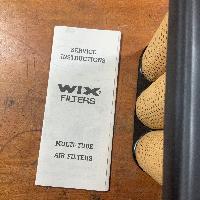 SERVICE
INSTRUCTIONS
WIX
FILTERS
MULTI-TUBE
AIR FILTERS